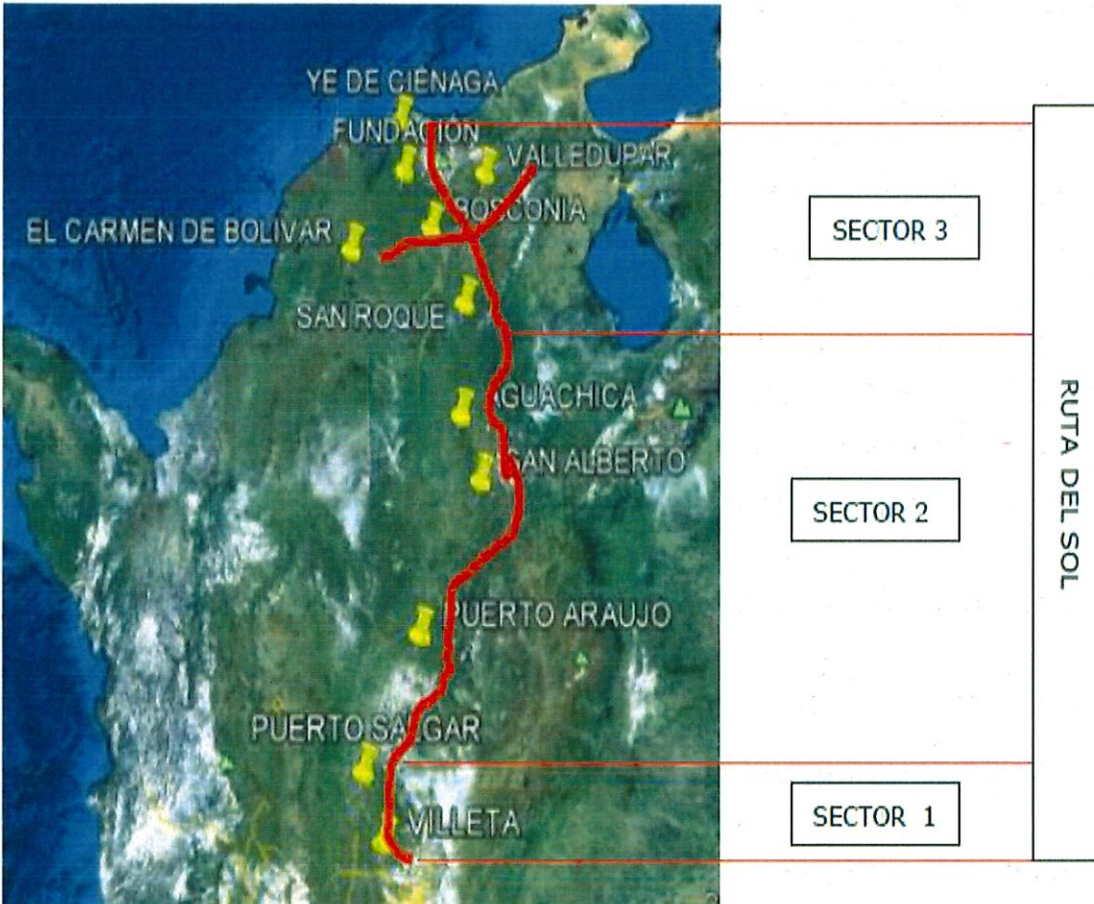 YE DE CIENAGA
FUNDACIÓN
VALLEDUPAR
BOSCONIA
EL CARMEN DE BOLIVAR
SECTOR 3
SAN ROQUE
AGUACHICA
RUTA DEL SOL
SAN ALBERTO
SECTOR 2
PUERTO ARAUJO
PUERTO SALGAR
VILLETA
SECTOR 1